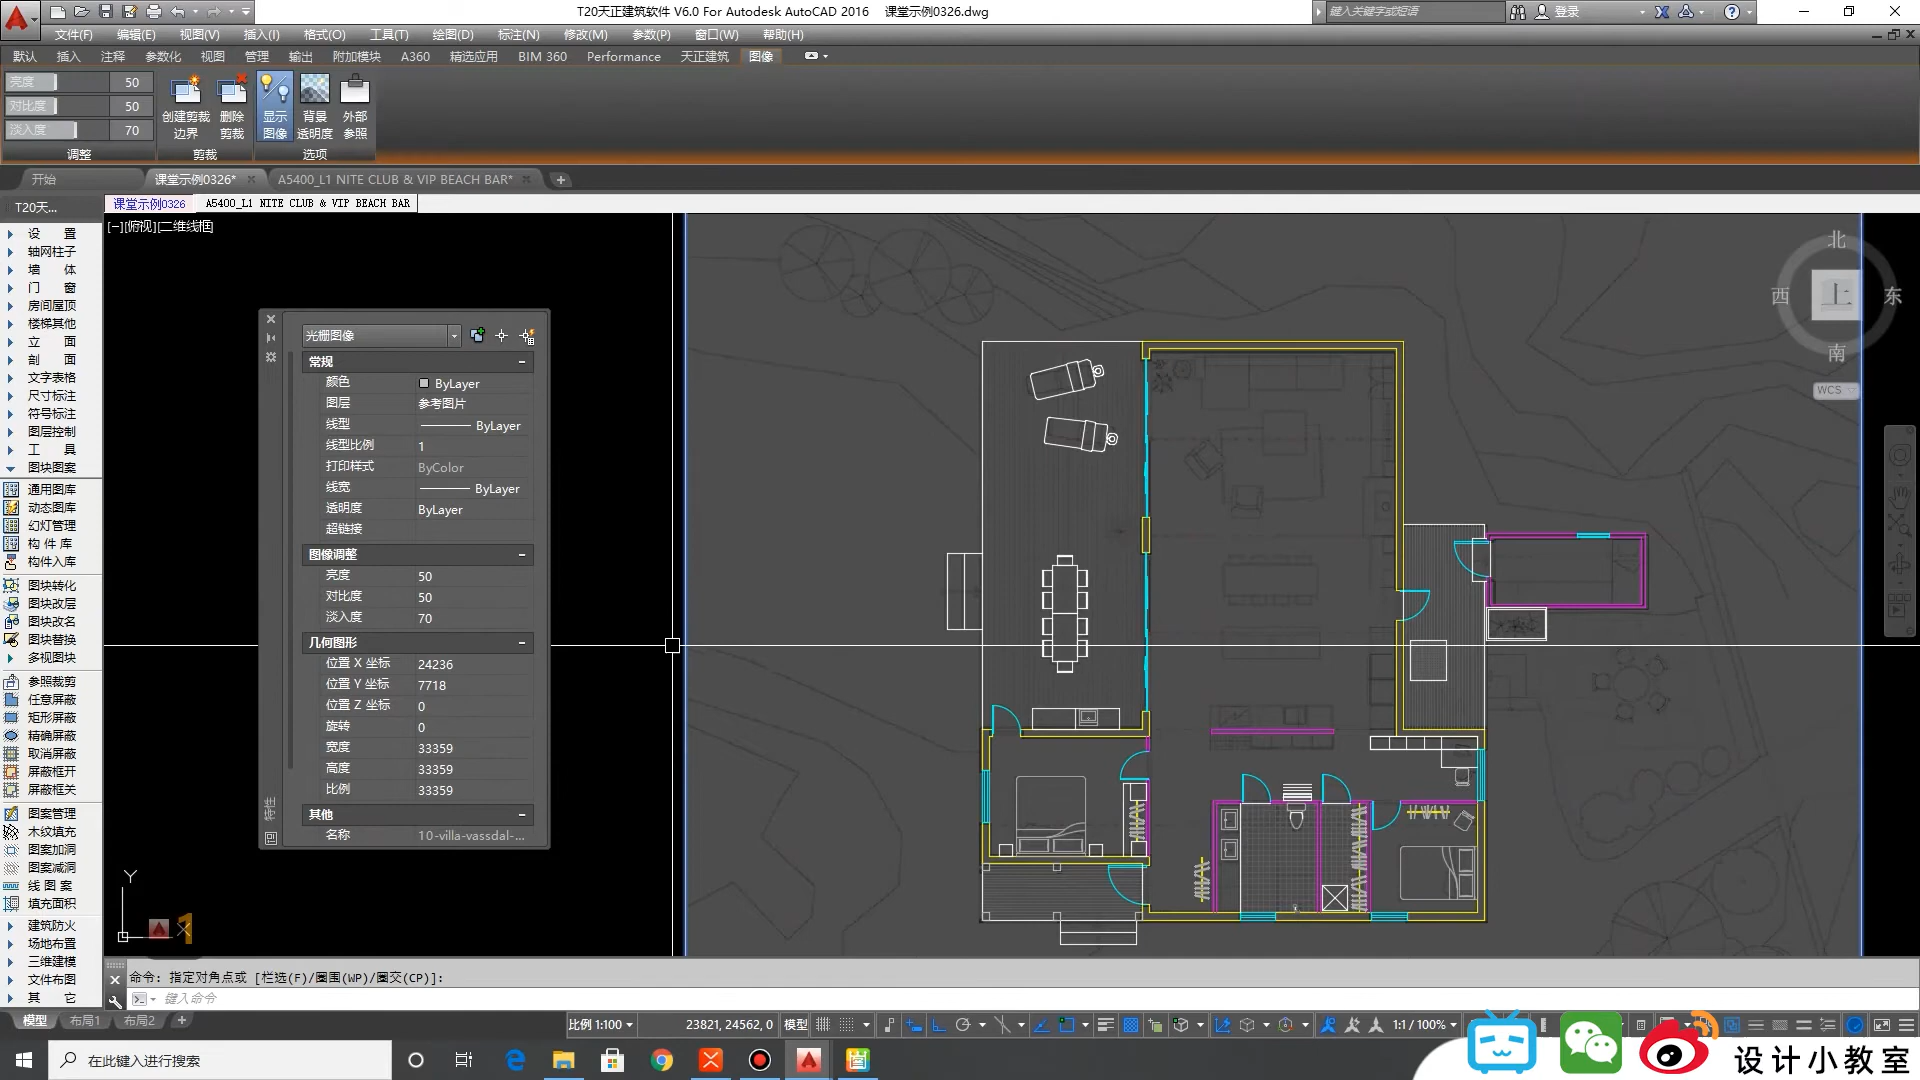 T20天正建筑软件 V6.0 For Autodesk AutoCAD 2016 课堂示例0326.dwg
键入关键字或短语
登录
文件(F) 编辑(E) 视图(V) 插入(I) 格式(O) 工具(T) 绘图(D) 标注(N) 修改(M) 参数(P) 窗口(W) 帮助(H)
默认 插入 注释 参数化 视图 管理 输出 附加模块 A360 精选应用 BIM 360 Performance 天正建筑 图像
亮度 50
对比度 50
淡入度 70
创建剪裁 边界
删除 剪裁
显示 图像
背景 透明度
外部 参照
调整 剪裁 选项
开始 课堂示例0326* A5400_L1 NITE CLUB & VIP BEACH BAR*
T20天...
课堂示例0326 A5400_L1 NITE CLUB & VIP BEACH BAR
[−][俯视][二维线框]
设 置
轴网柱子
墙 体
门 窗
房间屋顶
楼梯其他
立 面
剖 面
文字表格
尺寸标注
符号标注
图层控制
工 具
图块图案
通用图库
动态图库
幻灯管理
构 件 库
构件入库
图块转化
图块改层
图块改名
图块替换
多视图块
参照裁剪
任意屏蔽
矩形屏蔽
精确屏蔽
取消屏蔽
屏蔽框开
屏蔽框关
图案管理
木纹填充
图案加洞
图案减洞
线 图 案
填充面积
建筑防火
场地布置
三维建模
文件布图
其 它
光栅图像
常规
颜色 ByLayer
图层 参考图片
线型 ByLayer
线型比例 1
打印样式 ByColor
线宽 ByLayer
透明度 ByLayer
超链接
图像调整
亮度 50
对比度 50
淡入度 70
几何图形
位置 X 坐标 24236
位置 Y 坐标 7718
位置 Z 坐标 0
旋转 0
宽度 33359
高度 33359
比例 33359
其他
名称 10-villa-vassdal-...
特性
北
西 上 东
南
WCS
Y
X
1
命令: 指定对角点或 [栏选(F)/圈围(WP)/圈交(CP)]:
键入命令
模型 布局1 布局2
比例 1:100 23821, 24562, 0 模型 1:1 / 100%
在此键入进行搜索
设计小教室